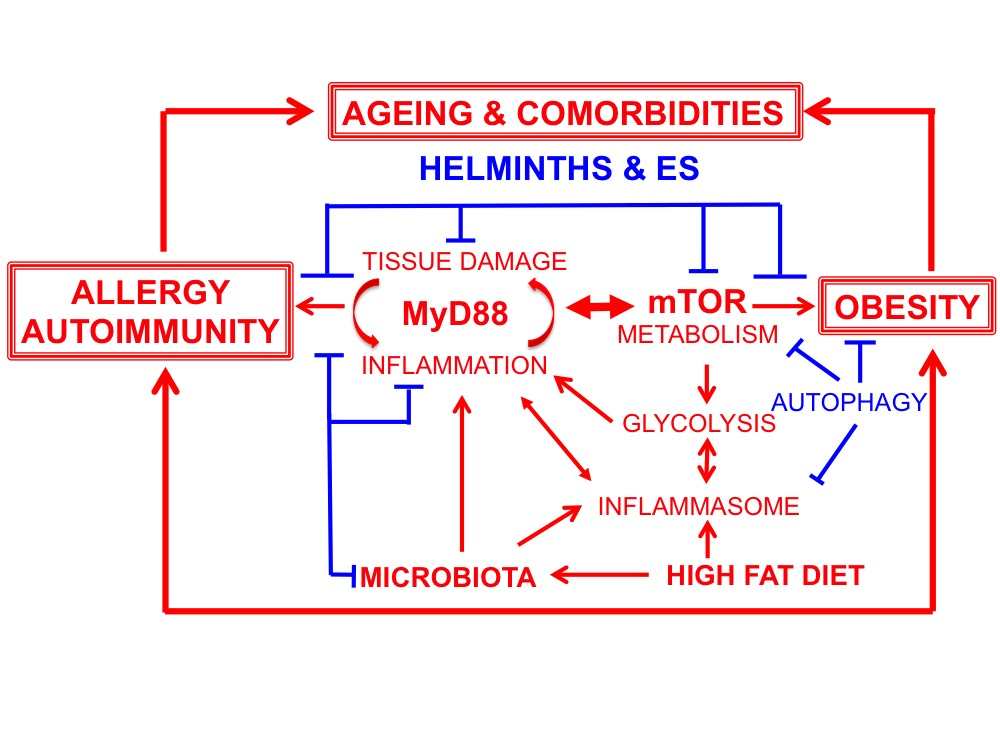 AGEING & COMORBIDITIES
HELMINTHS & ES
TISSUE DAMAGE
ALLERGY
AUTOIMMUNITY
MyD88
mTOR
OBESITY
METABOLISM
INFLAMMATION
AUTOPHAGY
GLYCOLYSIS
INFLAMMASOME
MICROBIOTA
HIGH FAT DIET